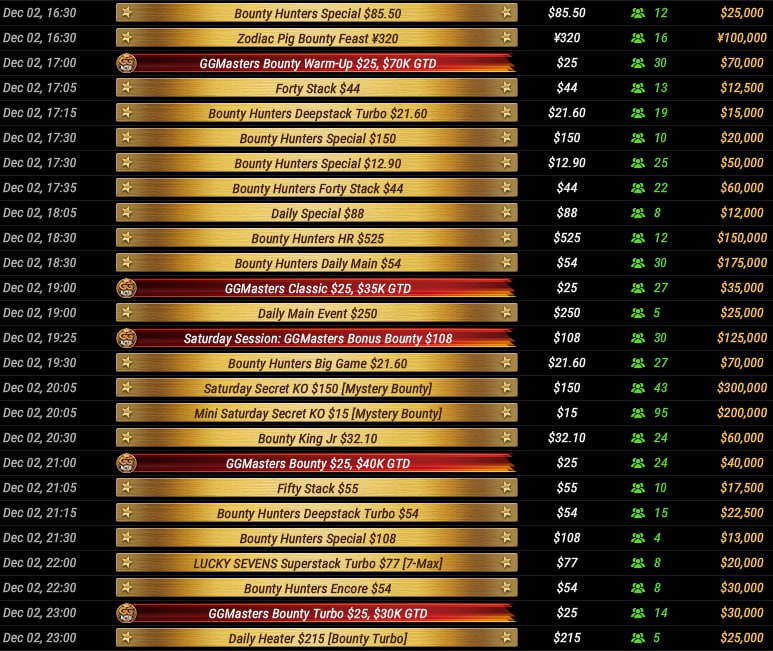 Dec 02, 16:30 Bounty Hunters Special $85.50 $85.50 12 $25,000
Dec 02, 16:30 Zodiac Pig Bounty Feast ¥320 ¥320 16 ¥100,000
Dec 02, 17:00 GGMasters Bounty Warm-Up $25, $70K GTD $25 30 $70,000
Dec 02, 17:05 Forty Stack $44 $44 13 $12,500
Dec 02, 17:15 Bounty Hunters Deepstack Turbo $21.60 $21.60 19 $15,000
Dec 02, 17:30 Bounty Hunters Special $150 $150 10 $20,000
Dec 02, 17:30 Bounty Hunters Special $12.90 $12.90 25 $50,000
Dec 02, 17:35 Bounty Hunters Forty Stack $44 $44 22 $60,000
Dec 02, 18:05 Daily Special $88 $88 8 $12,000
Dec 02, 18:30 Bounty Hunters HR $525 $525 12 $150,000
Dec 02, 18:30 Bounty Hunters Daily Main $54 $54 30 $175,000
Dec 02, 19:00 GGMasters Classic $25, $35K GTD $25 27 $35,000
Dec 02, 19:00 Daily Main Event $250 $250 5 $25,000
Dec 02, 19:25 Saturday Session: GGMasters Bonus Bounty $108 $108 30 $125,000
Dec 02, 19:30 Bounty Hunters Big Game $21.60 $21.60 27 $70,000
Dec 02, 20:05 Saturday Secret KO $150 [Mystery Bounty] $150 43 $300,000
Dec 02, 20:05 Mini Saturday Secret KO $15 [Mystery Bounty] $15 95 $200,000
Dec 02, 20:30 Bounty King Jr $32.10 $32.10 24 $60,000
Dec 02, 21:00 GGMasters Bounty $25, $40K GTD $25 24 $40,000
Dec 02, 21:05 Fifty Stack $55 $55 10 $17,500
Dec 02, 21:15 Bounty Hunters Deepstack Turbo $54 $54 15 $22,500
Dec 02, 21:30 Bounty Hunters Special $108 $108 4 $13,000
Dec 02, 22:00 LUCKY SEVENS Superstack Turbo $77 [7-Max] $77 8 $20,000
Dec 02, 22:30 Bounty Hunters Encore $54 $54 8 $30,000
Dec 02, 23:00 GGMasters Bounty Turbo $25, $30K GTD $25 14 $30,000
Dec 02, 23:00 Daily Heater $215 [Bounty Turbo] $215 5 $25,000